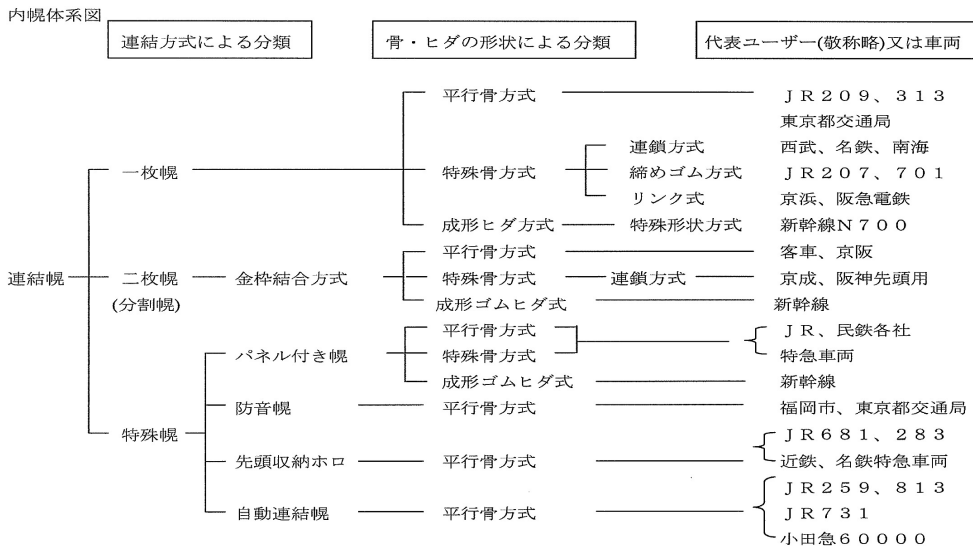 内幌体系図
連結方式による分類 骨・ヒダの形状による分類 代表ユーザー(敬称略)又は車両
平行骨方式 JR209、313
東京都交通局
連鎖方式 西武、名鉄、南海
一枚幌 特殊骨方式 締めゴム方式 JR207、701
リンク式 京浜、阪急電鉄
成形ヒダ方式 特殊形状方式 新幹線N700
平行骨方式 客車、京阪
連結幌 二枚幌 金枠結合方式 特殊骨方式 連鎖方式 京成、阪神先頭用
(分割幌)
成形ゴムヒダ式 新幹線
平行骨方式 JR、民鉄各社
パネル付き幌 特殊骨方式 特急車両
成形ゴムヒダ式 新幹線
防音幌 平行骨方式 福岡市、東京都交通局
特殊幌 JR681、283
先頭収納ホロ 平行骨方式 近鉄、名鉄特急車両
JR259、813
自動連結幌 平行骨方式 JR731
小田急60000